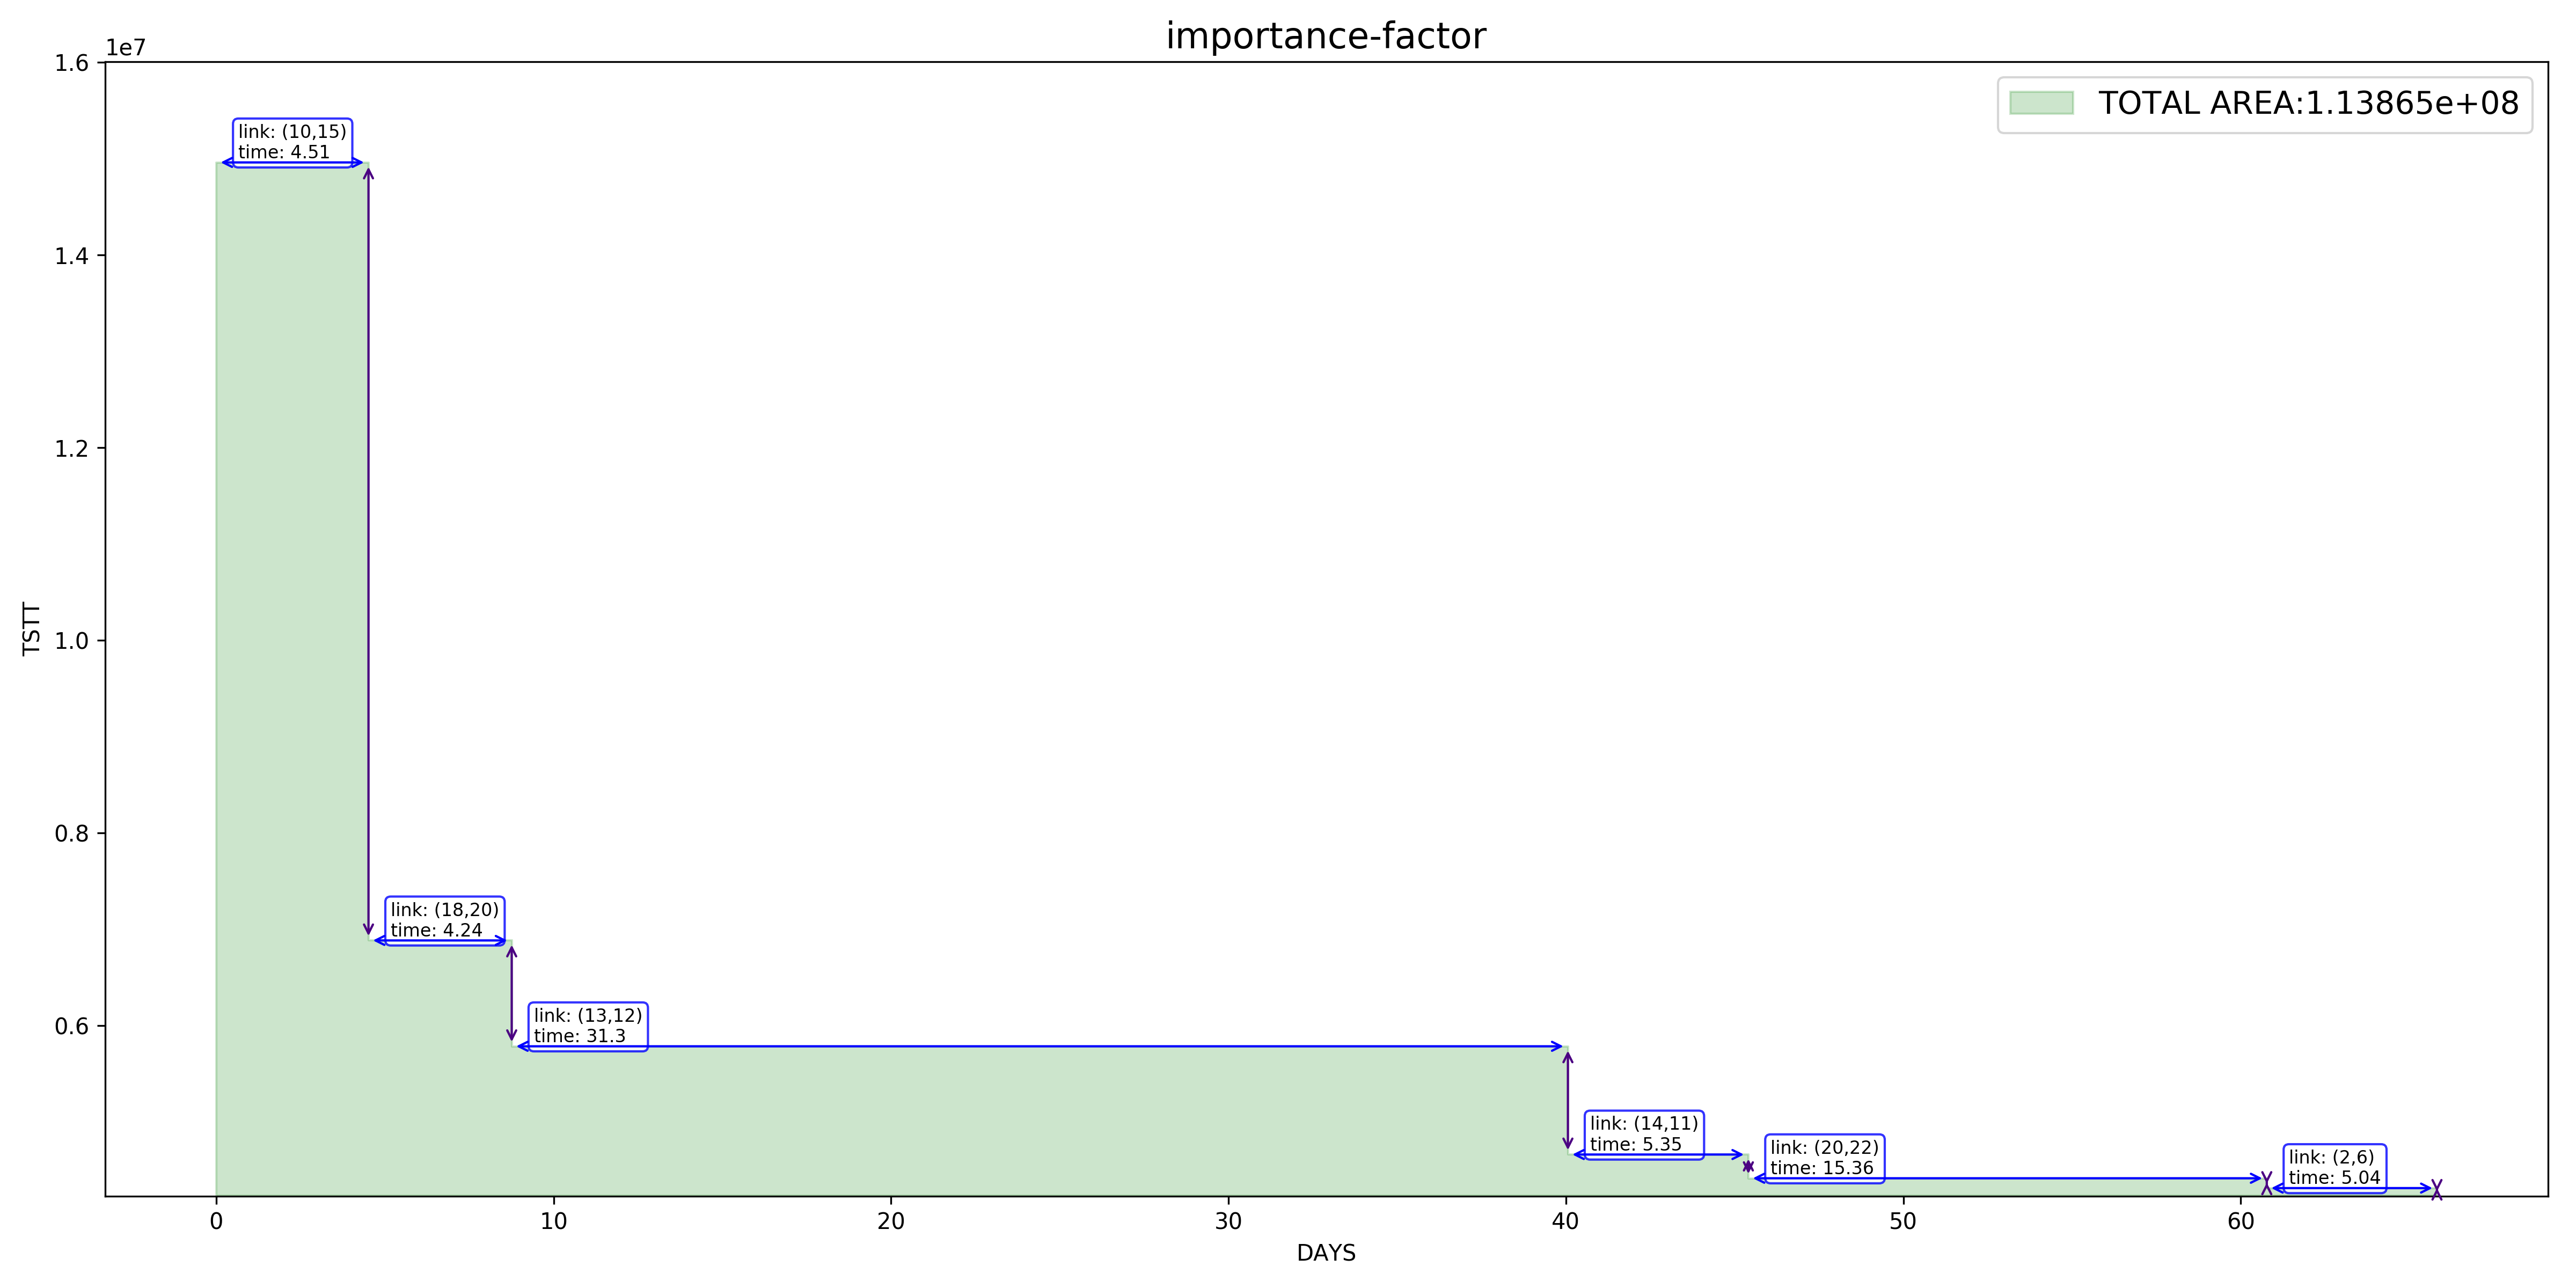 importance-factor
1e7
TOTAL AREA:1.13865e+08
1.6
1.4
1.2
1.0
0.8
0.6
TSTT
link: (10,15)
time: 4.51
link: (18,20)
time: 4.24
link: (13,12)
time: 31.3
link: (14,11)
time: 5.35
link: (20,22)
time: 15.36
link: (2,6)
time: 5.04
0
10
20
30
40
50
60
DAYS